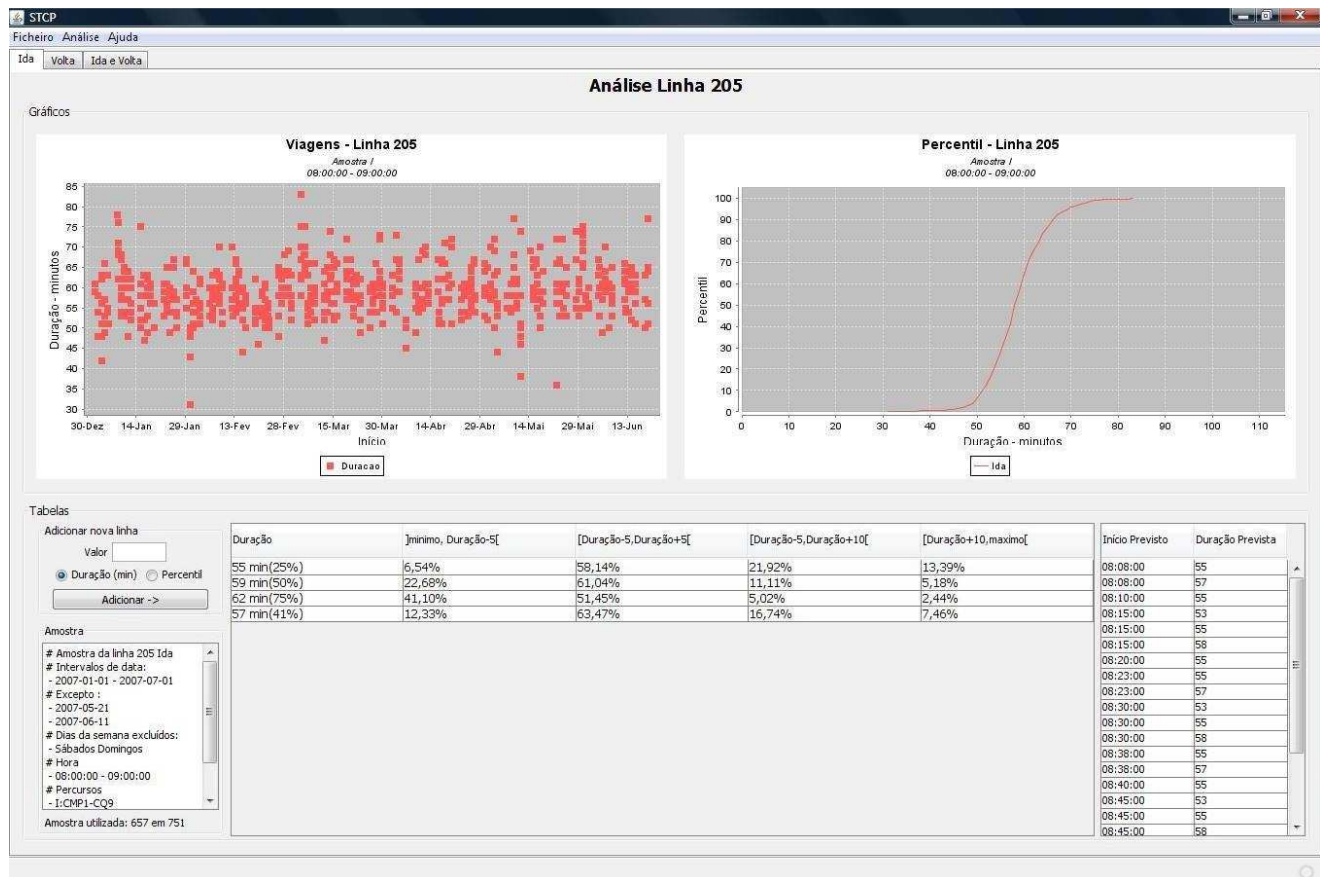 STCP
Ficheiro Análise Ajuda
Ida Volta Ida e Volta
Análise Linha 205
Gráficos
Viagens - Linha 205
Amostra I
08:00:00 - 09:00:00
Duração - minutos
85
80
75
70
65
60
55
50
45
40
35
30
30-Dez 14-Jan 29-Jan 13-Fev 28-Fev 15-Mar 30-Mar 14-Abr 29-Abr 14-Mai 29-Mai 13-Jun
Início
Duracao
Percentil - Linha 205
Amostra I
08:00:00 - 09:00:00
Percentil
100
90
80
70
60
50
40
30
20
10
0
0 10 20 30 40 50 60 70 80 90 100 110
Duração - minutos
Ida
Tabelas
Adicionar nova linha
Valor
Duração (min) Percentil
Adicionar ->
Amostra
# Amostra da linha 205 Ida
# Intervalos de data:
- 2007-01-01 - 2007-07-01
# Excepto :
- 2007-05-21
- 2007-06-11
# Dias da semana excluídos:
- Sábados Domingos
# Hora
- 08:00:00 - 09:00:00
# Percursos
- I:CMP1-CQ9
Amostra utilizada: 657 em 751
Duração ]minimo, Duração-5[ [Duração-5,Duração+5[ [Duração-5,Duração+10[ [Duração+10,maximo[
55 min(25%) 6,54% 58,14% 21,92% 13,39%
59 min(50%) 22,68% 61,04% 11,11% 5,18%
62 min(75%) 41,10% 51,45% 5,02% 2,44%
57 min(41%) 12,33% 63,47% 16,74% 7,46%
Início Previsto Duração Prevista
08:08:00 55
08:08:00 57
08:10:00 55
08:15:00 53
08:15:00 55
08:15:00 58
08:20:00 55
08:23:00 55
08:23:00 57
08:30:00 53
08:30:00 55
08:30:00 58
08:38:00 55
08:38:00 57
08:40:00 55
08:45:00 53
08:45:00 55
08:45:00 58